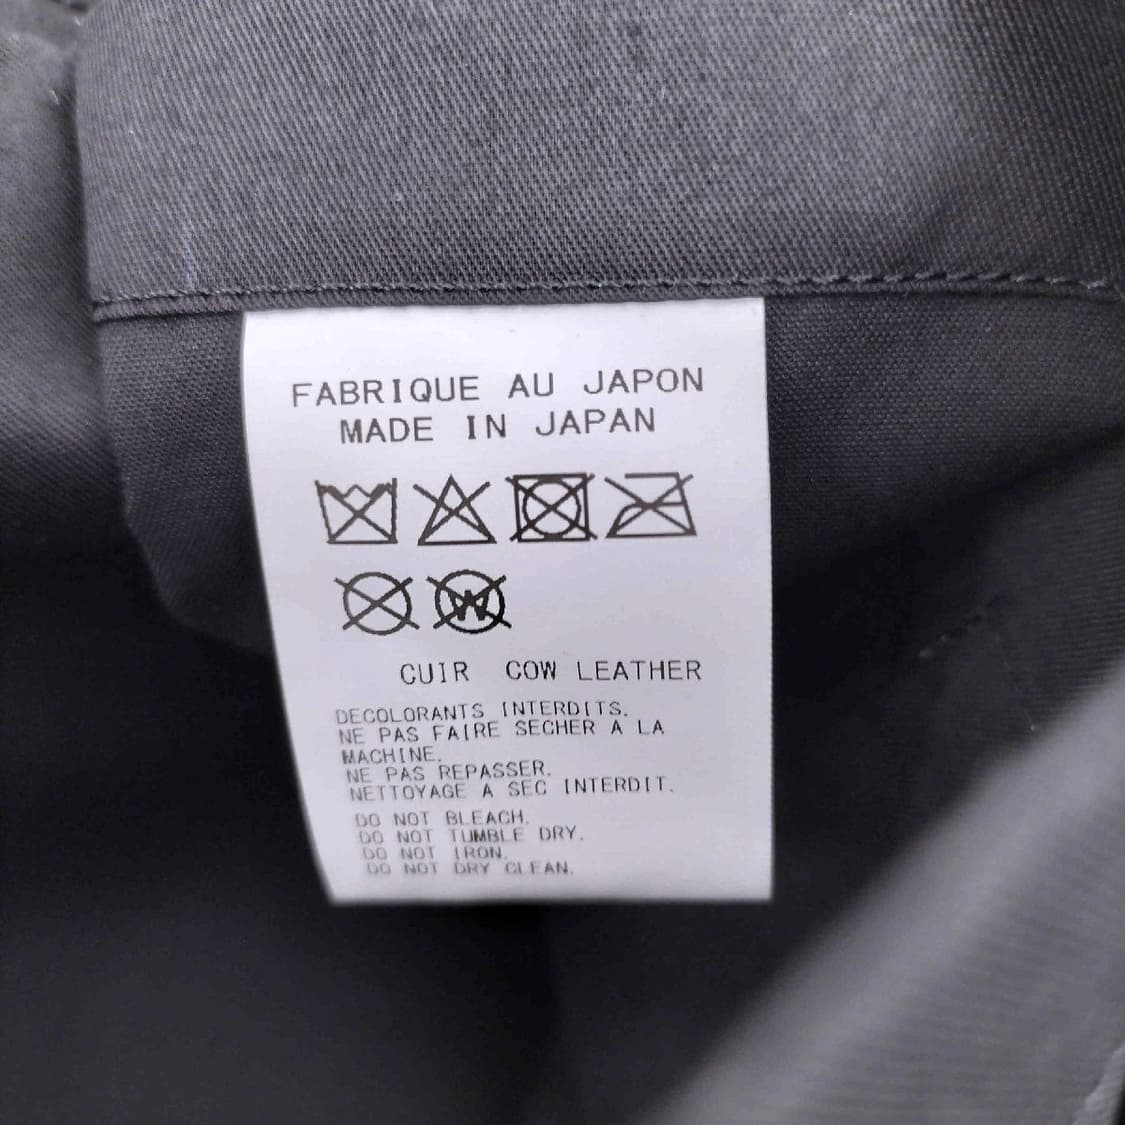 FABRIQUE AU JAPON
MADE IN JAPAN
W
CUIR COW LEATHER
DECOLORANTS INTERDITS.
NE PAS FAIRE SECHER A LA
MACHINE.
NE PAS REPASSER.
NETTOYAGE A SEC INTERDIT.
DO NOT BLEACH.
DO NOT TUMBLE DRY.
DO NOT IRON.
DO NOT DRY CLEAN.